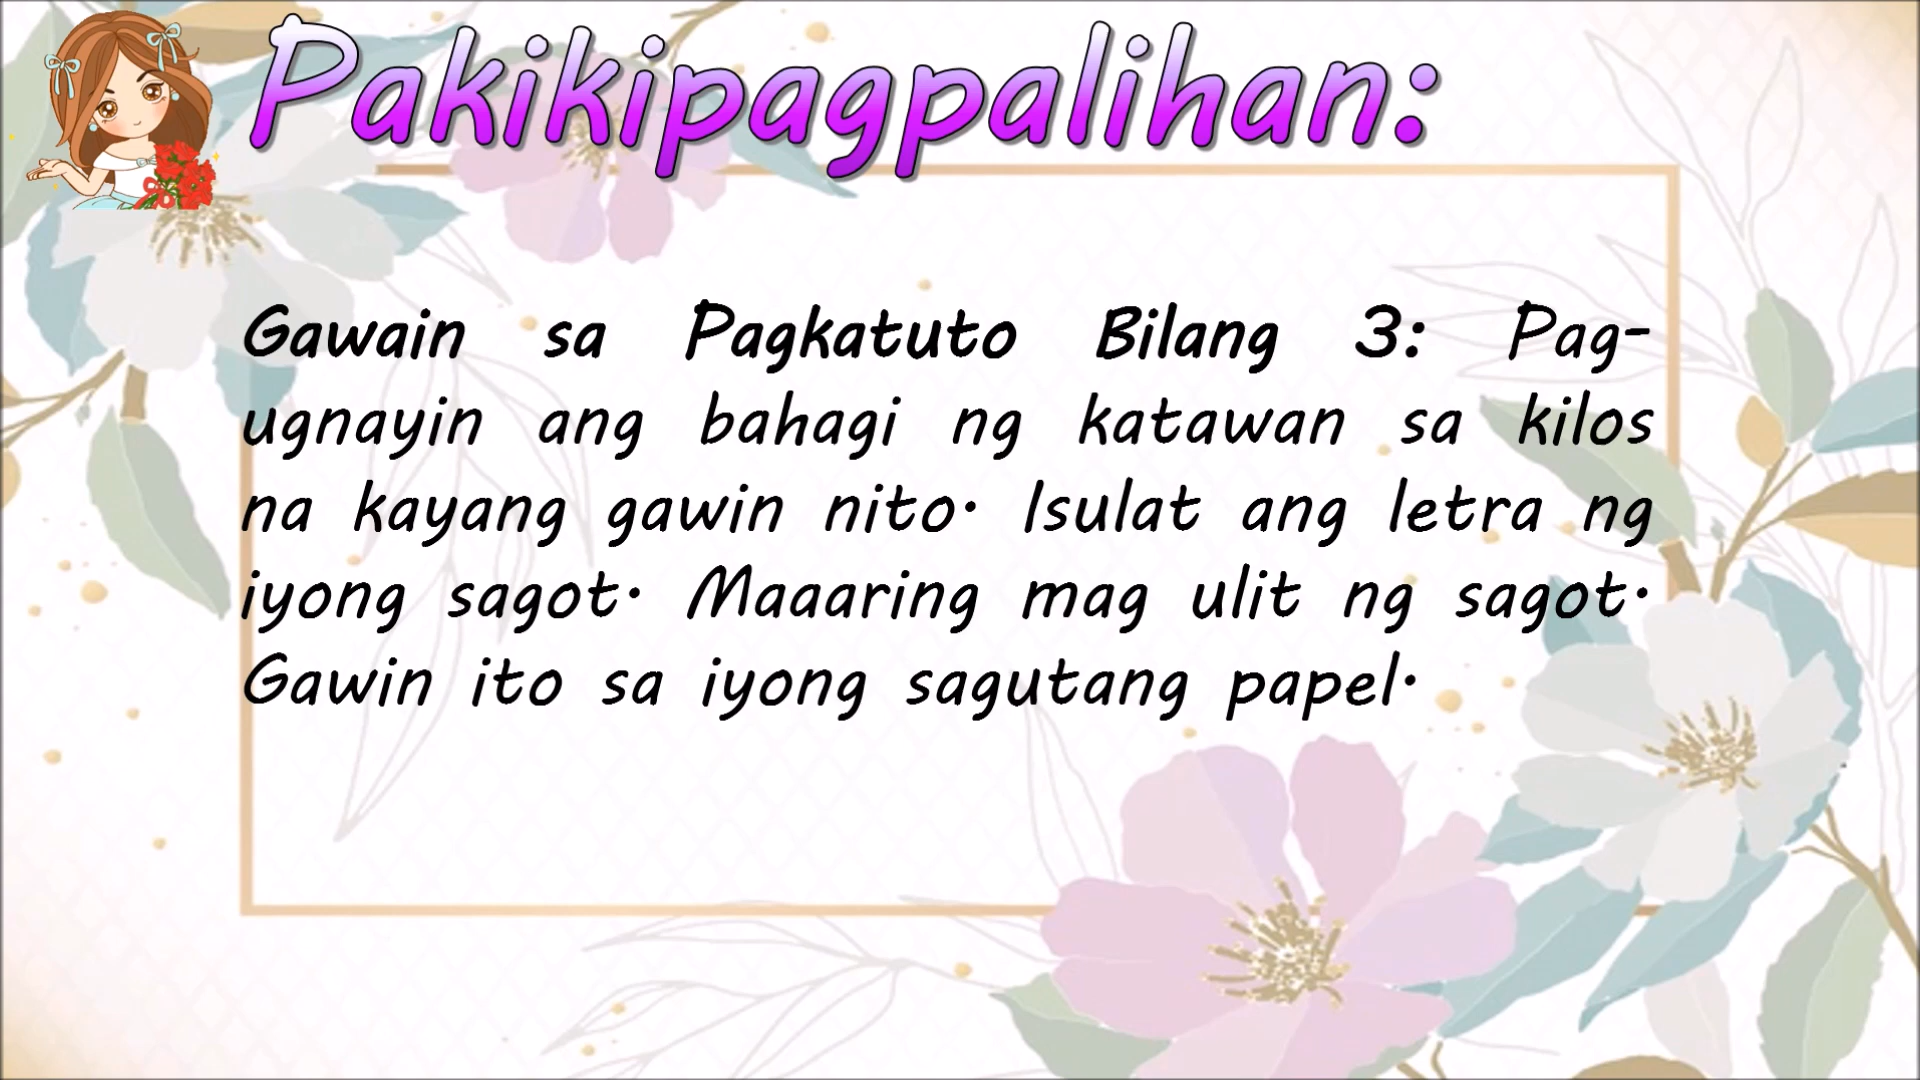 Pakikipagpalihan:
Gawain sa Pagkatuto Bilang 3: Pag-
ugnayin ang bahagi ng katawan sa kilos
na kayang gawin nito. Isulat ang letra ng
iyong sagot. Maaaring mag ulit ng sagot.
Gawin ito sa iyong sagutang papel.